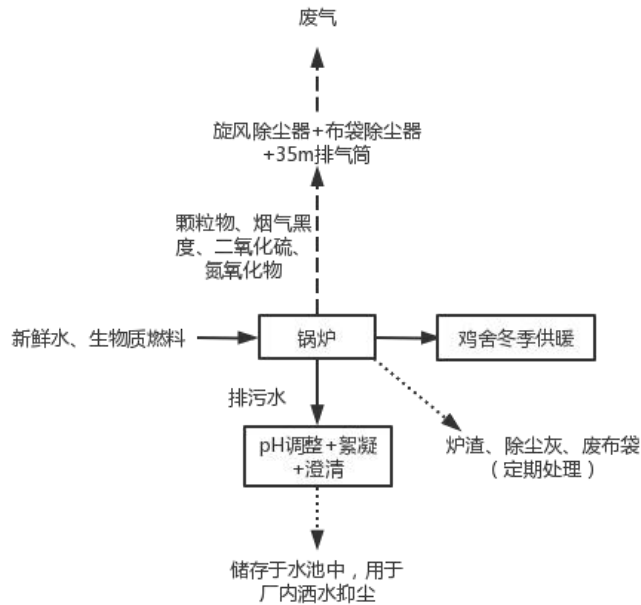 废气
旋风除尘器+布袋除尘器
+35m排气筒
颗粒物、烟气黑
度、二氧化硫、
氮氧化物
新鲜水、生物质燃料
锅炉
鸡舍冬季供暖
排污水
炉渣、除尘灰、废布袋
（定期处理）
pH调整+絮凝
+澄清
储存于水池中，用于
厂内洒水抑尘